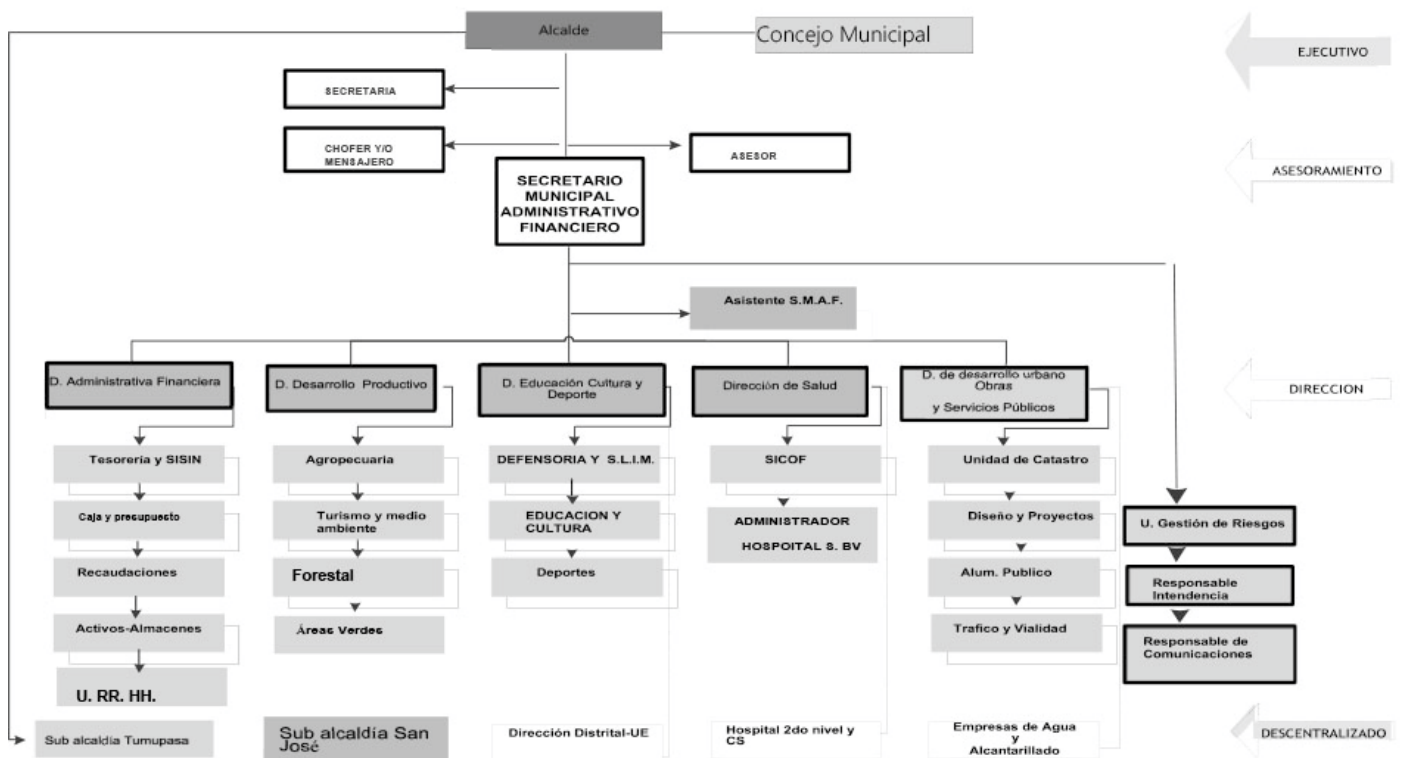 Alcalde
Concejo Municipal
EJECUTIVO
SECRETARIA
CHOFER Y/O
MENSAJERO
ASESOR
ASESORAMIENTO
SECRETARIO
MUNICIPAL
ADMINISTRATIVO
FINANCIERO
Asistente S.M.A.F.
D. Administrativa Financiera
D. Desarrollo Productivo
D. Educación Cultura y
Deporte
Dirección de Salud
D. de desarrollo urbano
Obras
y Servicios Públicos
DIRECCION
Tesorería y SISIN
Agropecuaria
DEFENSORIA Y S.L.I.M.
SICOF
Unidad de Catastro
Caja y presupuesto
Turismo y medio
ambiente
EDUCACION Y
CULTURA
ADMINISTRADOR
HOSPOITAL S. BV
Diseño y Proyectos
U. Gestión de Riesgos
Recaudaciones
Forestal
Deportes
Alum. Publico
Responsable
Intendencia
Activos-Almacenes
Áreas Verdes
Trafico y Vialidad
Responsable de
Comunicaciones
U. RR. HH.
Sub alcaldía Tumupasa
Sub alcaldía San
José
Dirección Distrital-UE
Hospital 2do nivel y
CS
Empresas de Agua
y
Alcantarillado
DESCENTRALIZADO